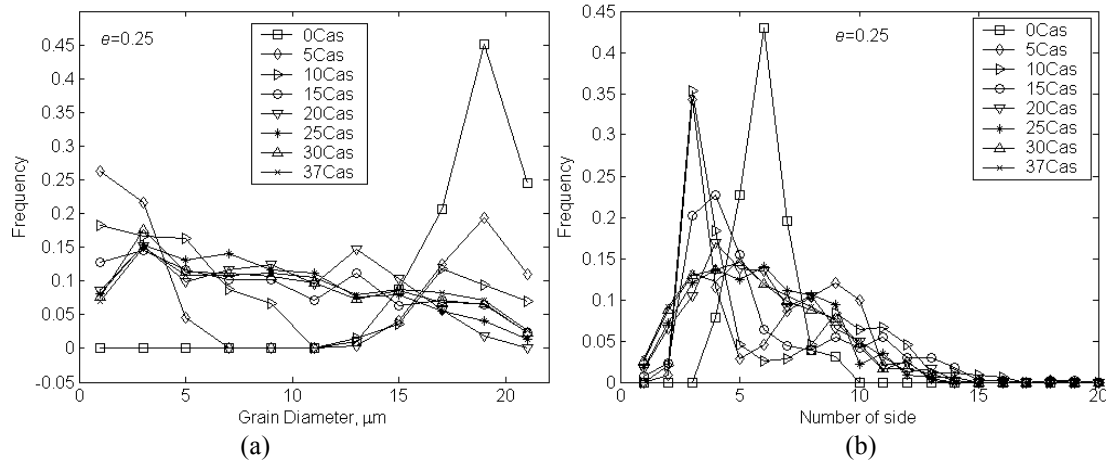 e=0.25
0Cas
5Cas
10Cas
15Cas
20Cas
25Cas
30Cas
37Cas
0.45
0.4
0.35
0.3
0.25
0.2
0.15
0.1
0.05
0
-0.05
Frequency
0 5 10 15 20
Grain Diameter, μm
(a)
e=0.25
0Cas
5Cas
10Cas
15Cas
20Cas
25Cas
30Cas
37Cas
0.45
0.4
0.35
0.3
0.25
0.2
0.15
0.1
0.05
0
Frequency
0 5 10 15 20
Number of side
(b)